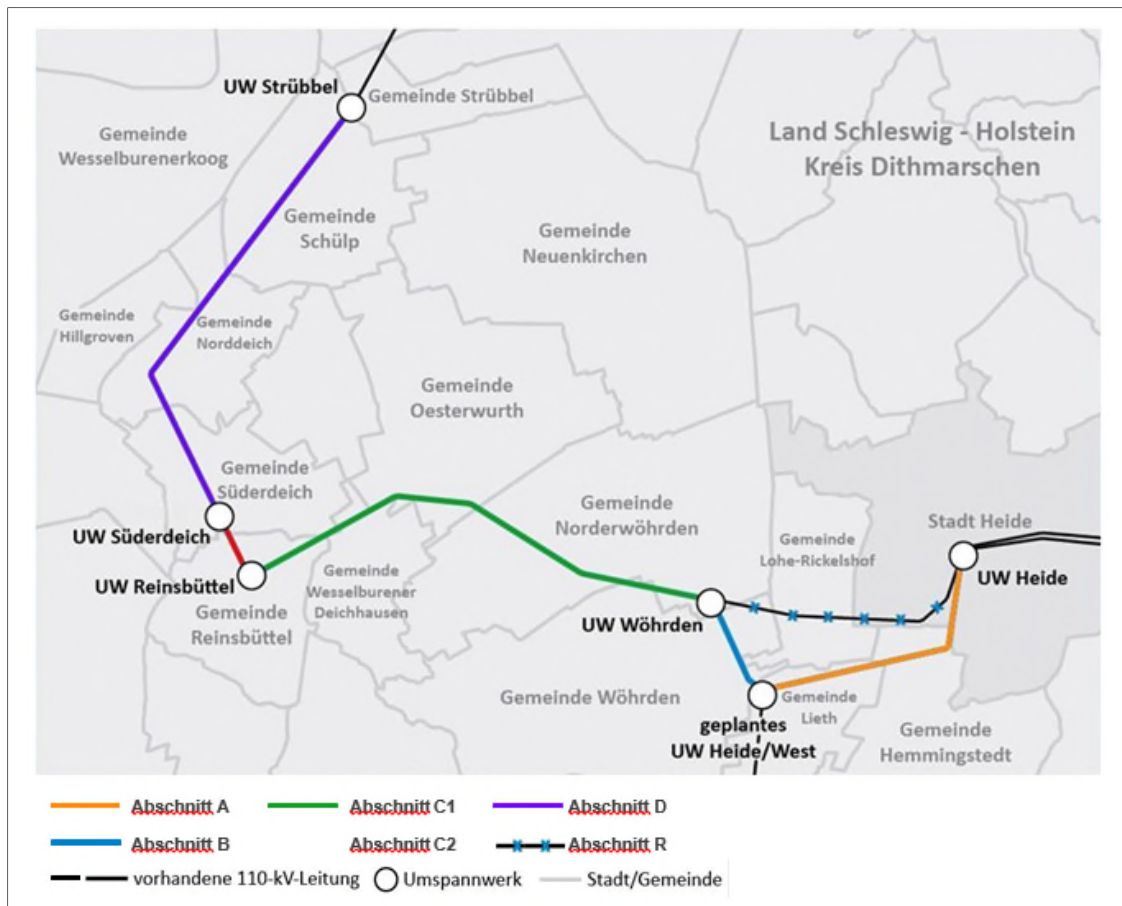 UW Strübbel
Gemeinde Strübbel
Gemeinde
Wesselburenerkoog
Land Schleswig - Holstein
Kreis Dithmarschen
Gemeinde
Schülp
Gemeinde
Neuenkirchen
Gemeinde
Hillgroven
Gemeinde
Norddeich
Gemeinde
Oesterwurth
Gemeinde
Süderdeich
UW Süderdeich
Gemeinde
Norderwöhrden
Stadt Heide
Gemeinde
Lohe-Rickelshof
UW Heide
UW Reinsbüttel
Gemeinde
Wesselburener
Deichhausen
Gemeinde
Reinsbüttel
UW Wöhrden
Gemeinde Wöhrden
geplantes
UW Heide/West
Gemeinde
Lieth
Gemeinde
Hemmingstedt
Abschnitt A
Abschnitt C1
Abschnitt D
Abschnitt B
Abschnitt C2
Abschnitt R
vorhandene 110-kV-Leitung
Umspannwerk
Stadt/Gemeinde